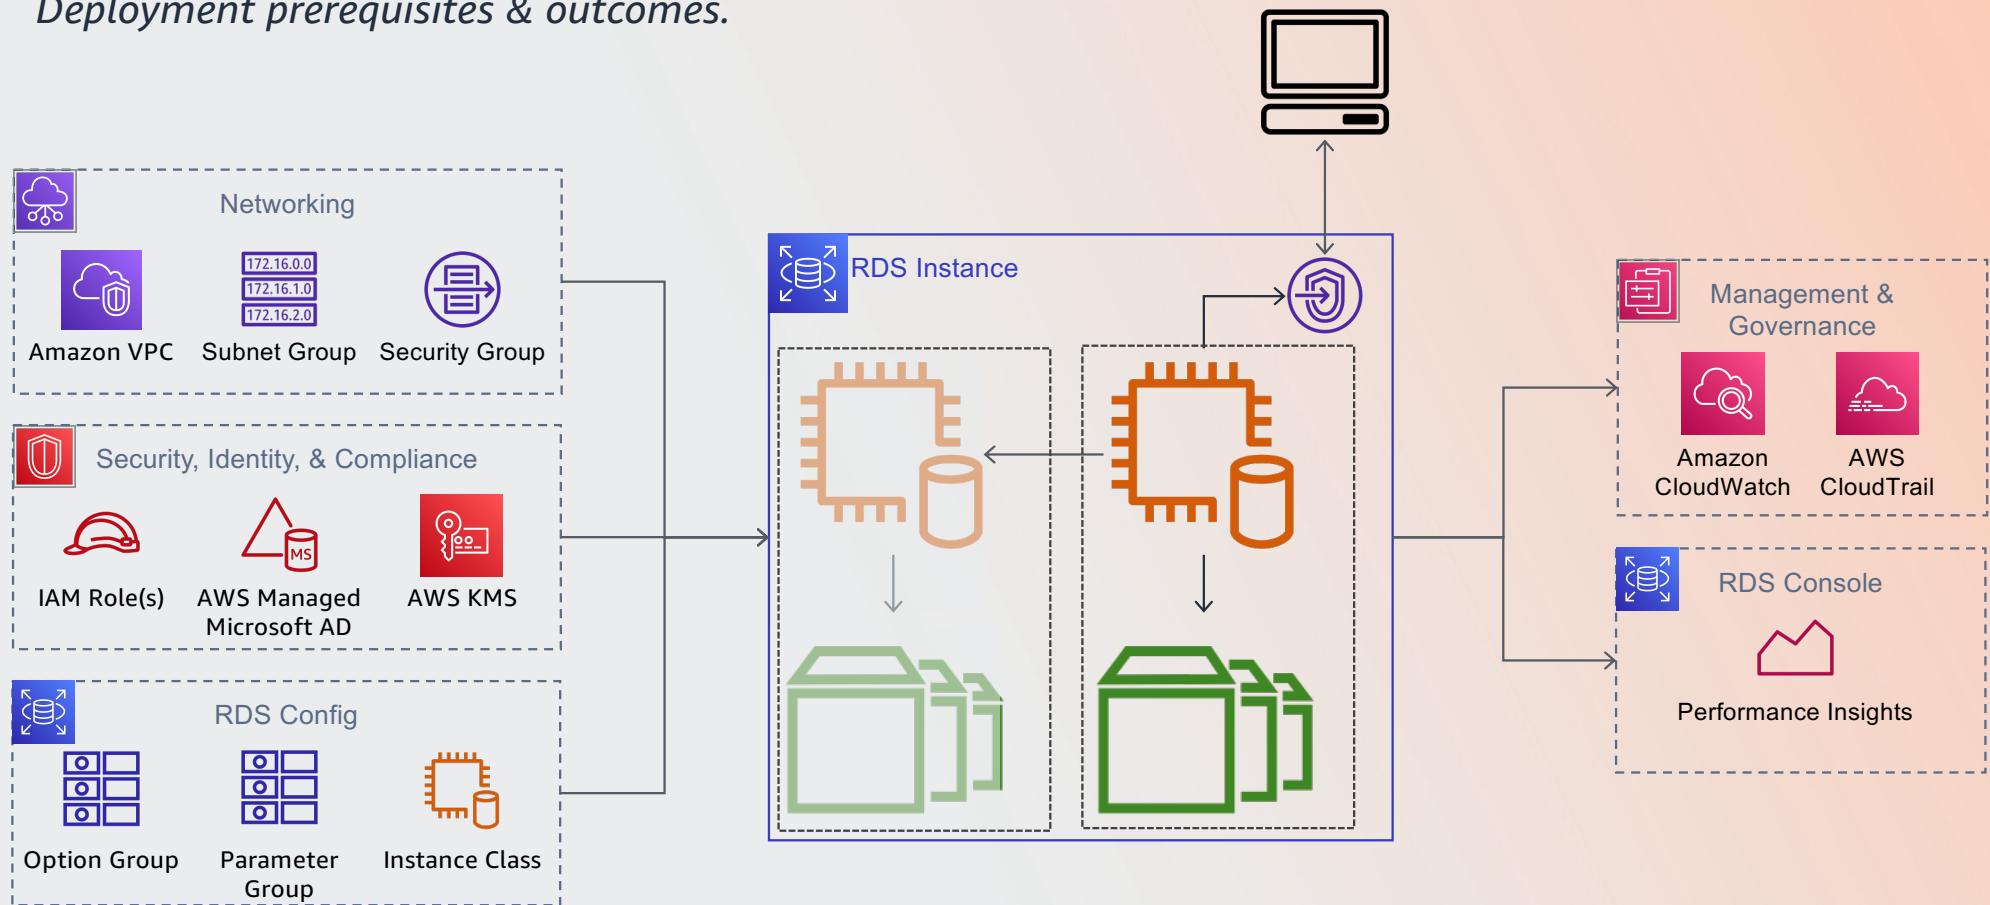 Deployment prerequisites & outcomes.
Networking
172.16.0.0
172.16.1.0
172.16.2.0
Amazon VPC
Subnet Group
Security Group
Security, Identity, & Compliance
MS
IAM Role(s)
AWS Managed
Microsoft AD
AWS KMS
RDS Config
Option Group
Parameter
Group
Instance Class
RDS Instance
Management &
Governance
Amazon
CloudWatch
AWS
CloudTrail
RDS Console
Performance Insights